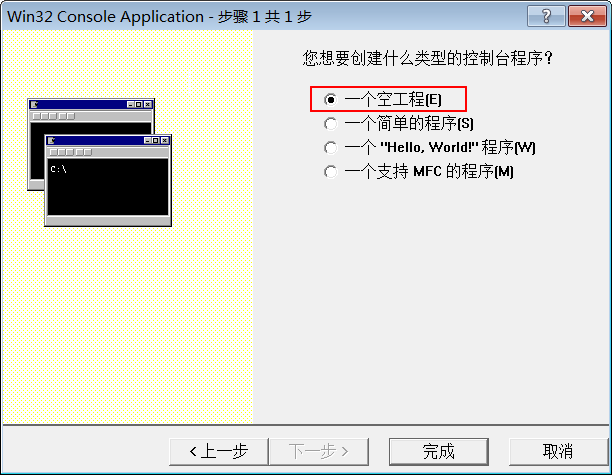 Win32 Console Application - 步骤 1 共 1 步
您想要创建什么类型的控制台程序?
一个空工程(E)
一个简单的程序(S)
一个 "Hello, World!" 程序(W)
一个支持 MFC 的程序(M)
C:\
< 上一步
下一步 >
完成
取消